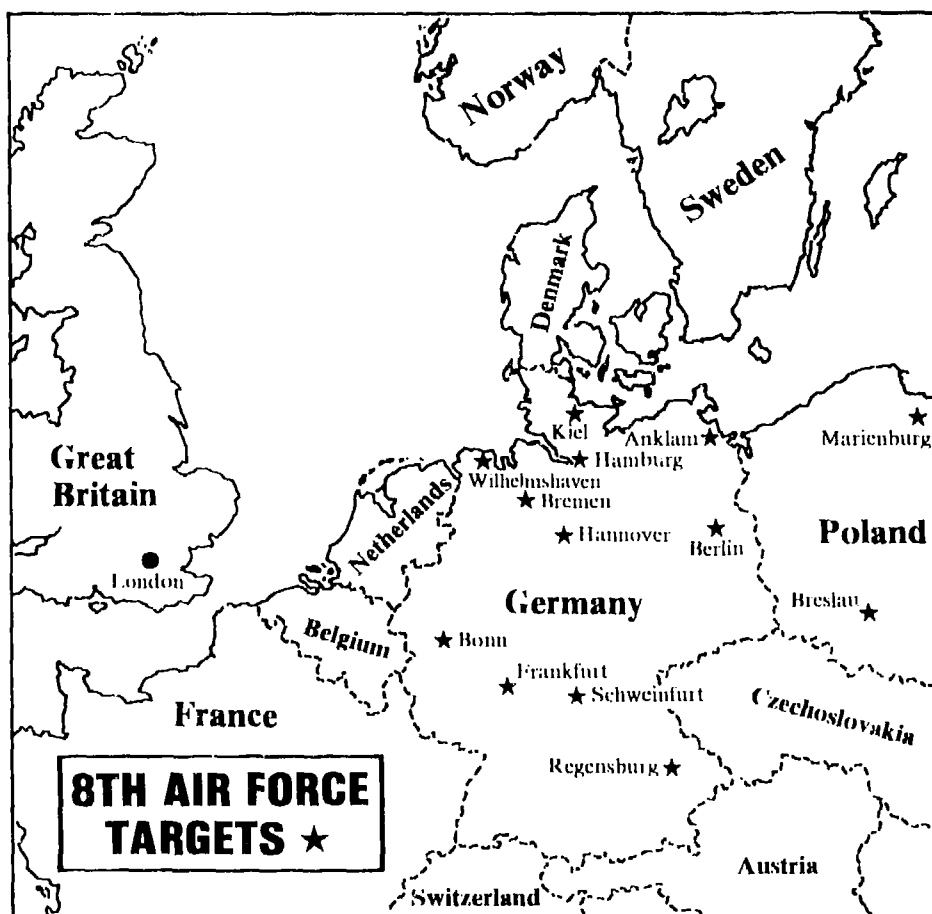 Norway
Sweden
Denmark
Kiel
Anklam
Marienburg
Hamburg
Wilhelmshaven
Bremen
Great
Britain
Netherlands
Hannover
Berlin
Poland
London
Germany
Breslau
Belgium
Bonn
Frankfurt
Schweinfurt
Czechoslovakia
France
Regensburg
8TH AIR FORCE
TARGETS ★
Austria
Switzerland